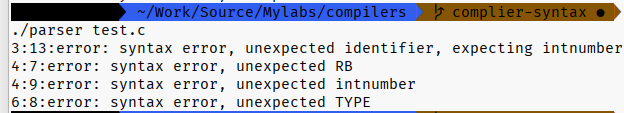 ~/Work/Source/Mylabs/compilers complier-syntax ●
./parser test.c
3:13:error: syntax error, unexpected identifier, expecting intnumber
4:7:error: syntax error, unexpected RB
4:9:error: syntax error, unexpected intnumber
6:8:error: syntax error, unexpected TYPE